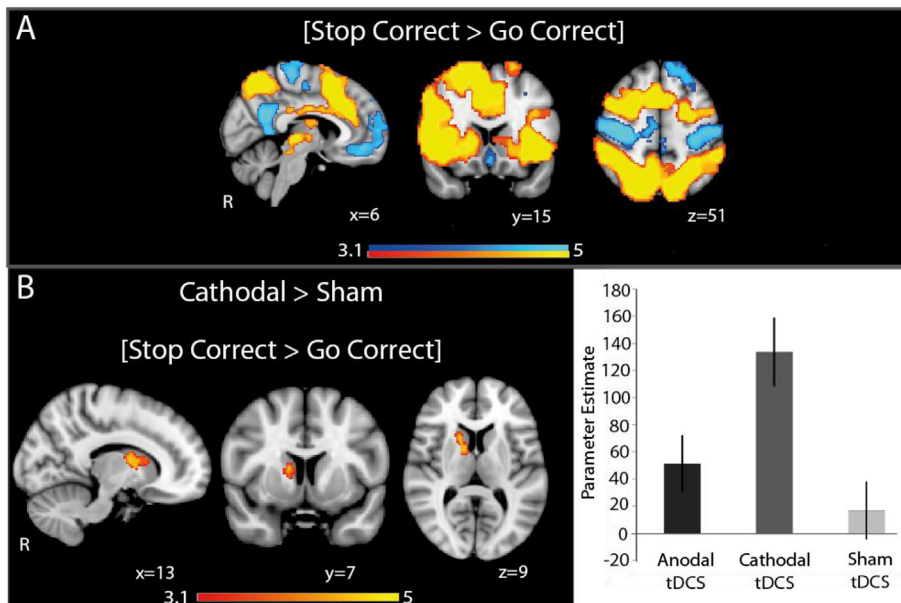 A
[Stop Correct > Go Correct]
R
x=6
y=15
z=51
3.1
5
B
Cathodal > Sham
[Stop Correct > Go Correct]
R
x=13
y=7
z=9
3.1
5
Parameter Estimate
180
160
140
120
100
80
60
40
20
0
-20
Anodal
tDCS
Cathodal
tDCS
Sham
tDCS